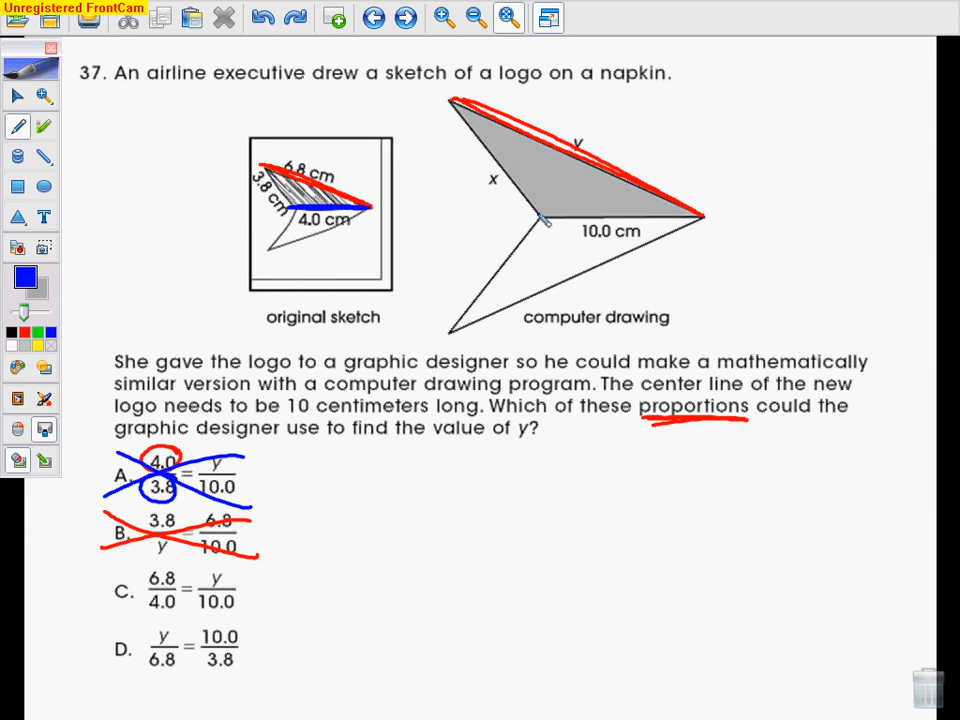 Unregistered FrontCam
37. An airline executive drew a sketch of a logo on a napkin.
6.8 cm
3.8 cm
4.0 cm
y
x
10.0 cm
original sketch
computer drawing
She gave the logo to a graphic designer so he could make a mathematically
similar version with a computer drawing program. The center line of the new
logo needs to be 10 centimeters long. Which of these proportions could the
graphic designer use to find the value of y?
A. 4.0/3.8 = y/10.0
B. 3.8/y = 6.8/10.0
C. 6.8/4.0 = y/10.0
D. y/6.8 = 10.0/3.8